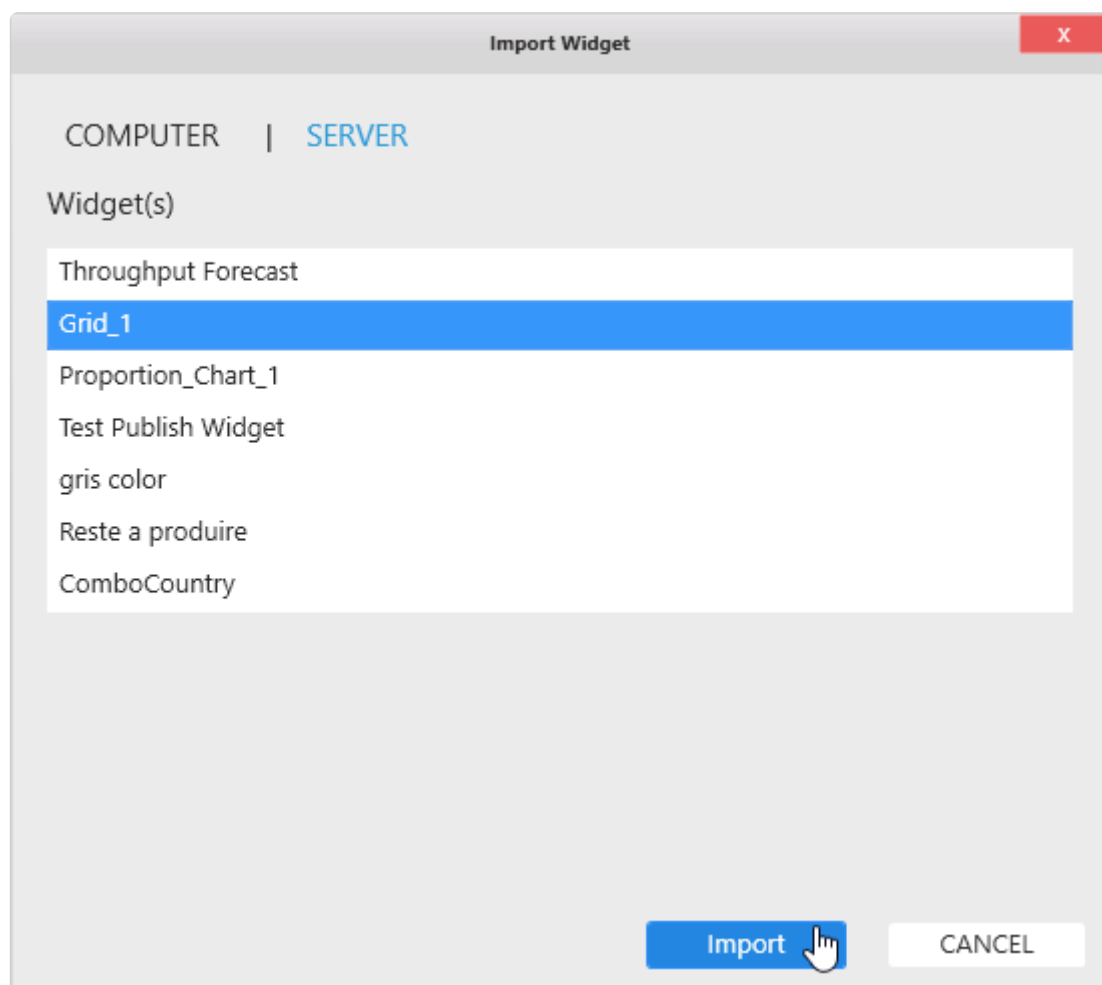 Import Widget
X
COMPUTER | SERVER
Widget(s)
Throughput Forecast
Grid_1
Proportion_Chart_1
Test Publish Widget
gris color
Reste a produire
ComboCountry
Import
CANCEL